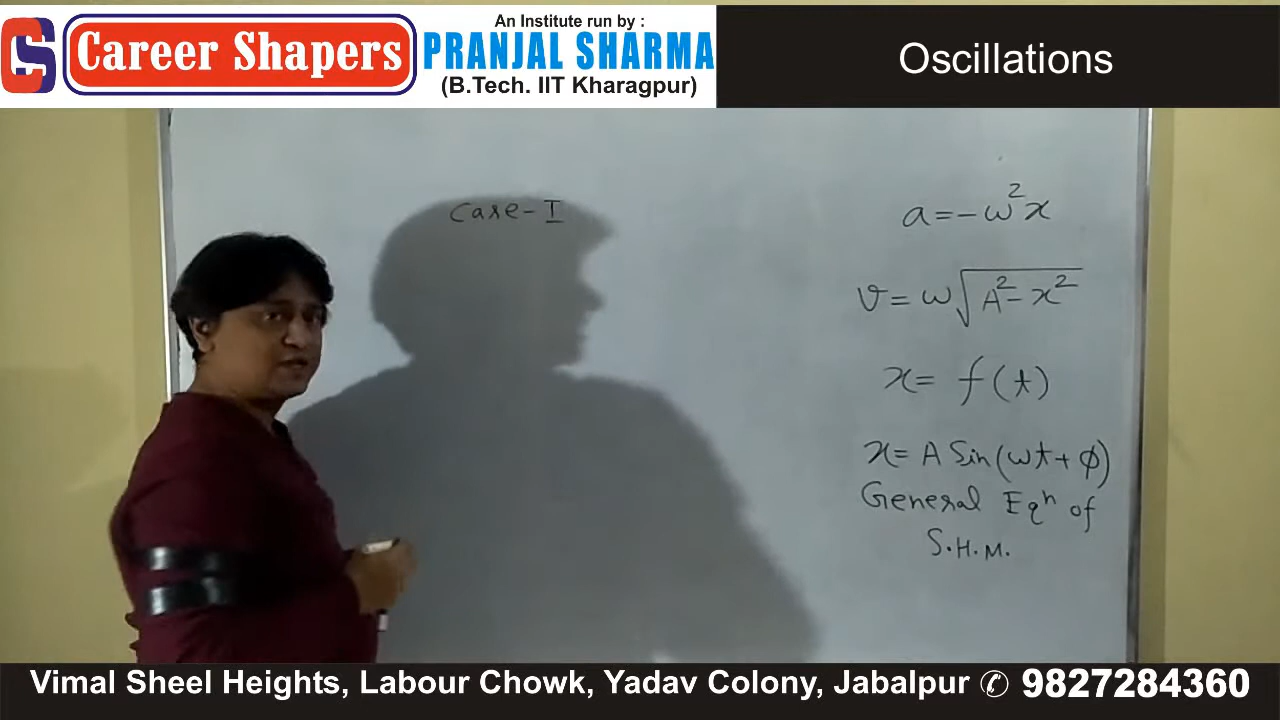 CS Career Shapers
An Institute run by :
PRANJAL SHARMA
(B.Tech. IIT Kharagpur)
Oscillations
Case-I
a=-ω²x
v=ω√A²-x²
x= f(t)
x= A Sin(ωt+ϕ)
General Eqⁿ of
S.H.M.
Vimal Sheel Heights, Labour Chowk, Yadav Colony, Jabalpur ✆ 9827284360